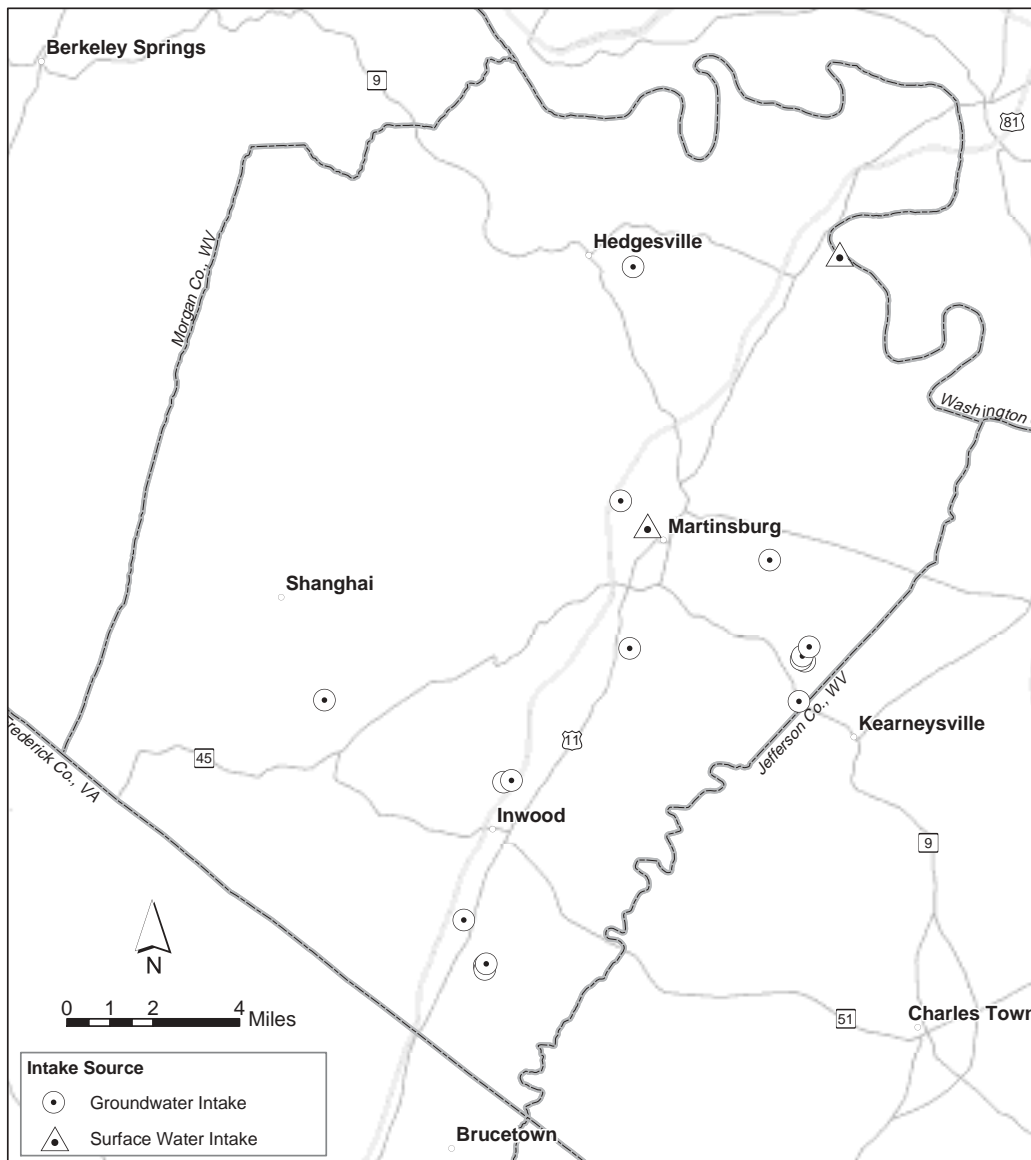 Berkeley Springs
9
81
Hedgesville
Morgan Co., WV
Washington
Martinsburg
Shanghai
Jefferson Co., WV
Kearneysville
Frederick Co., VA
45
11
Inwood
9
N
0 1 2 4 Miles
51
Charles Town
Intake Source
Groundwater Intake
Surface Water Intake
Brucetown